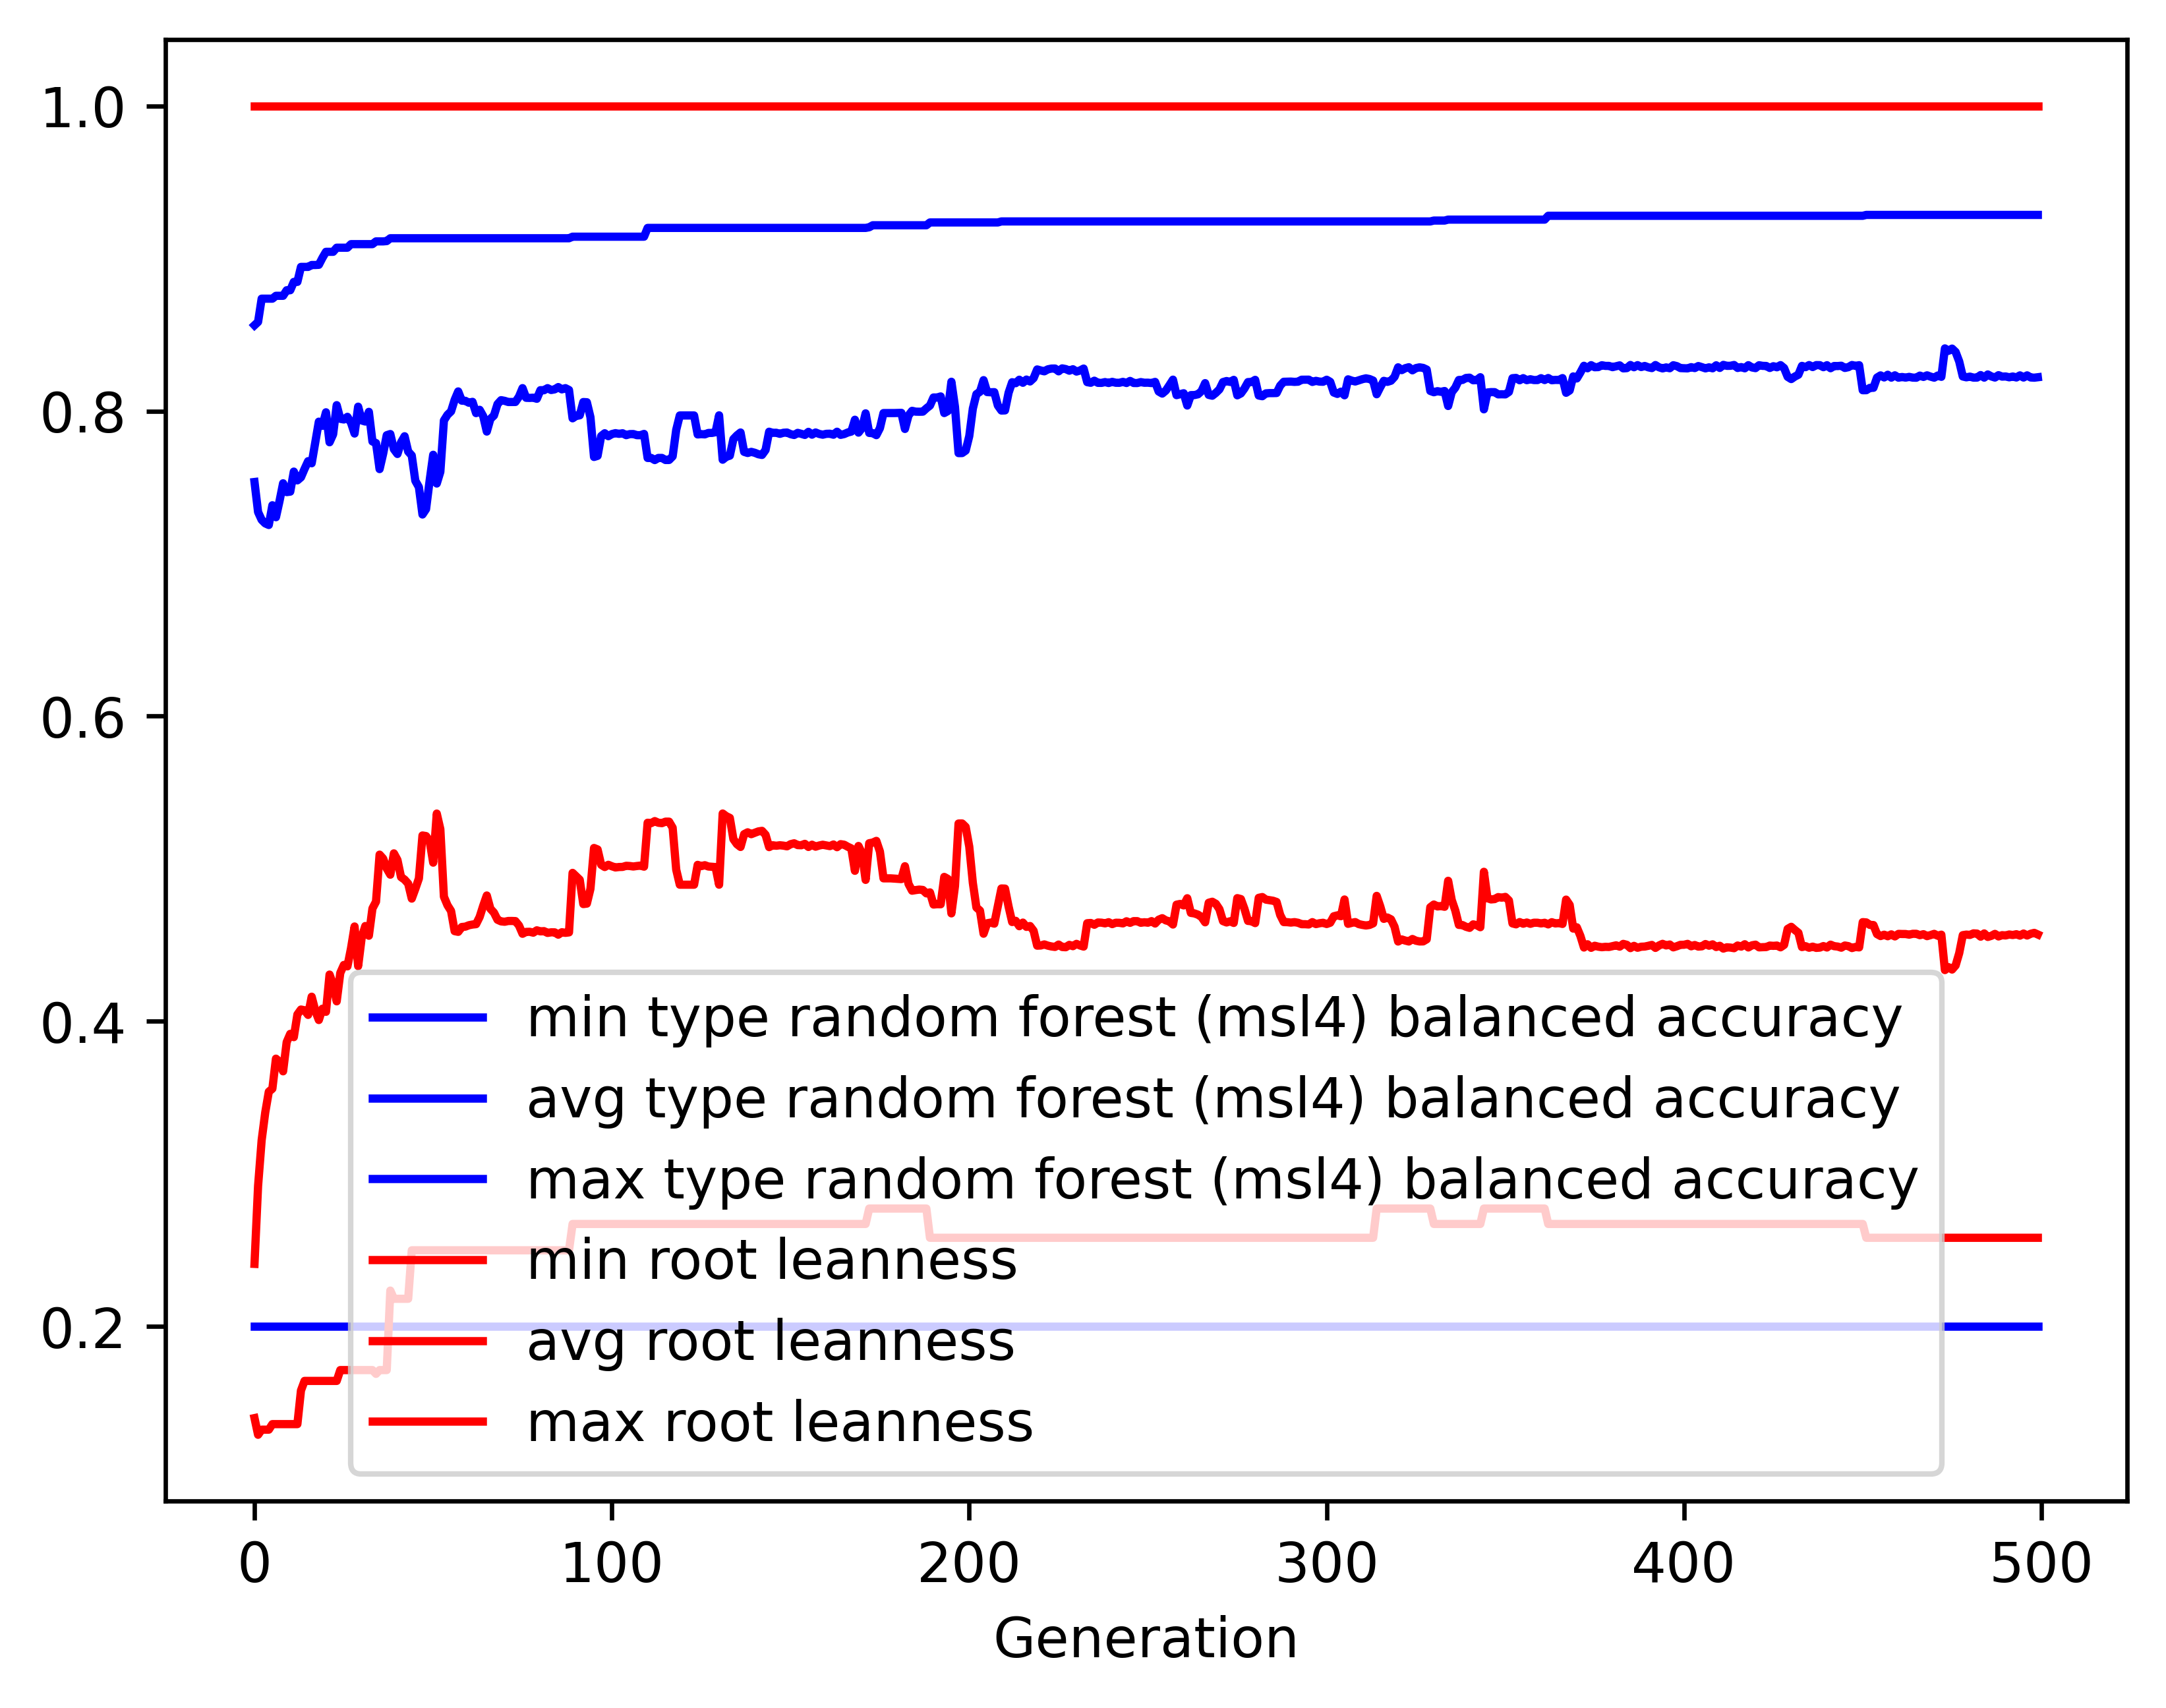 1.0
0.8
0.6
0.4
0.2
min type random forest (msl4) balanced accuracy
avg type random forest (msl4) balanced accuracy
max type random forest (msl4) balanced accuracy
min root leanness
avg root leanness
max root leanness
0 100 200 300 400 500
Generation